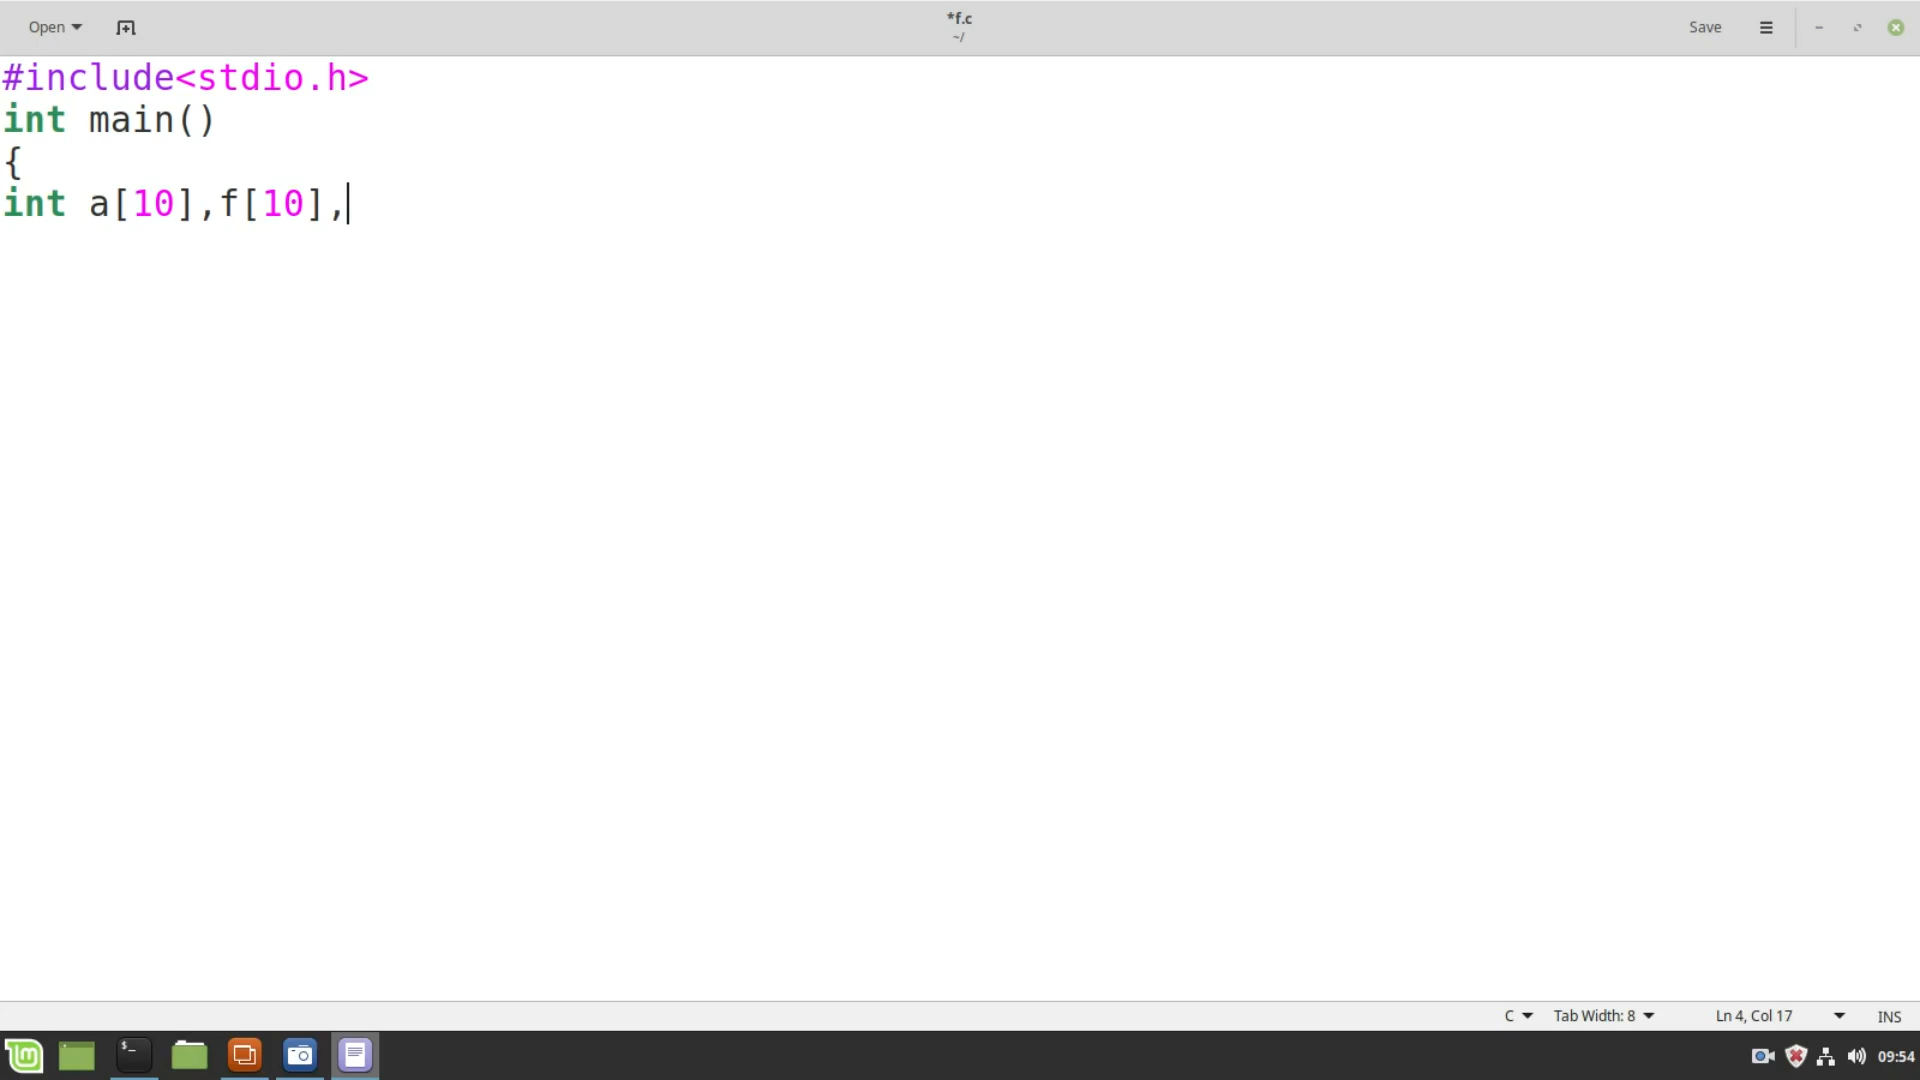 Open
*f.c
~/
Save
#include<stdio.h>
int main()
{
int a[10],f[10],
C
Tab Width: 8
Ln 4, Col 17
INS
09:54